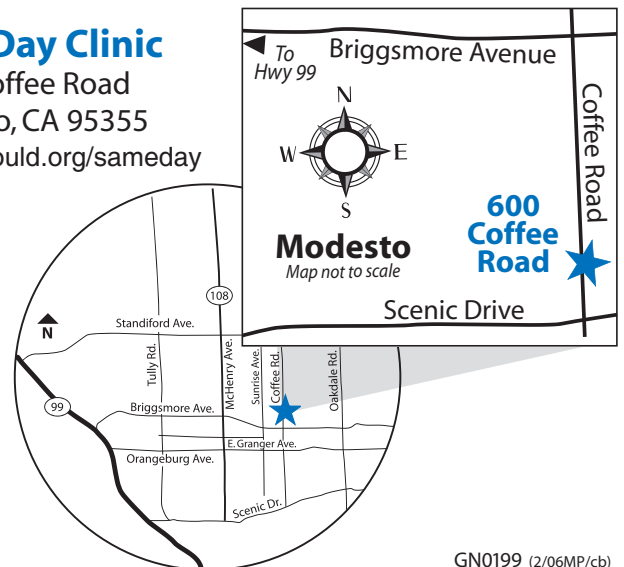 Day Clinic
offee Road
o, CA 95355
ould.org/sameday
To
Hwy 99
Briggsmore Avenue
Coffee Road
N
W
E
S
600
Coffee
Road
Modesto
Map not to scale
Scenic Drive
108
N
Standiford Ave.
Tully Rd.
McHenry Ave.
Sunrise Ave.
Coffee Rd.
Oakdale Rd.
99
Briggsmore Ave.
E. Granger Ave.
Orangeburg Ave.
Scenic Dr.
GN0199 (2/06MP/cb)